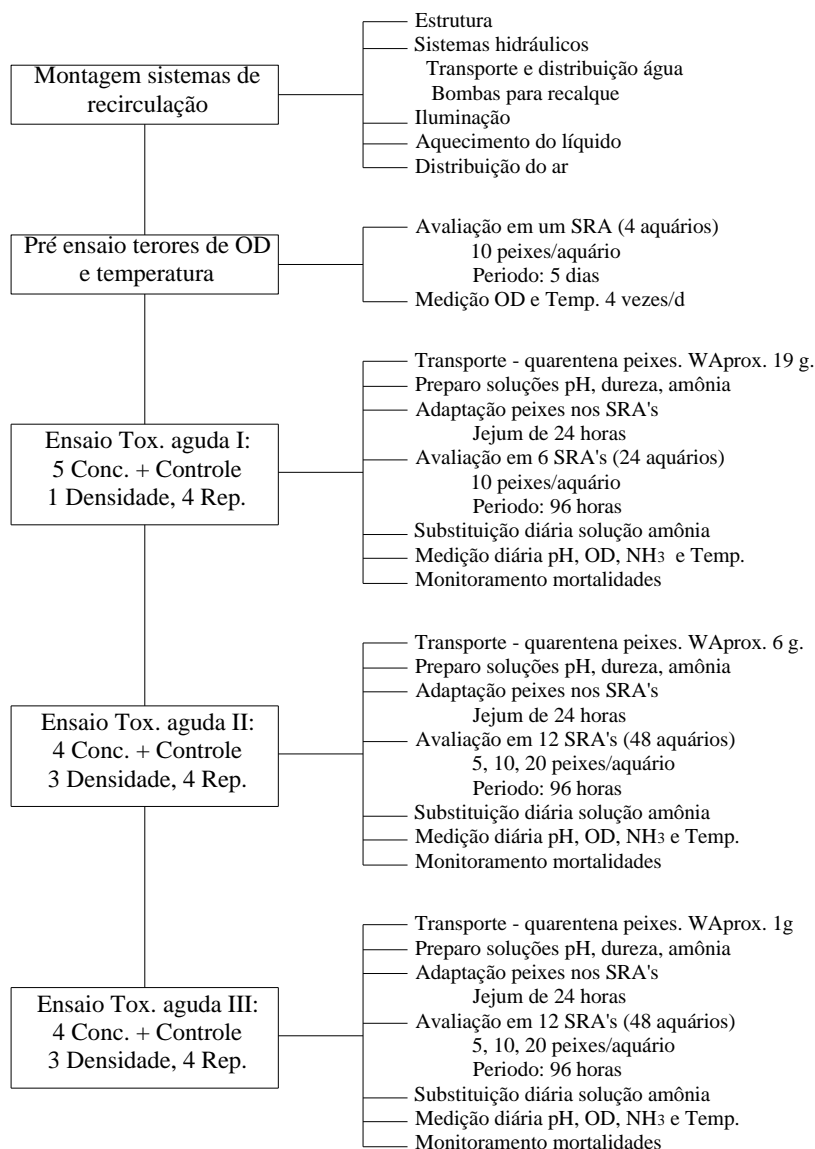 Estrutura
Sistemas hidráulicos
Transporte e distribuição água
Bombas para recalque
Iluminação
Aquecimento do líquido
Distribuição do ar
Montagem sistemas de
recirculação
Pré ensaio terores de OD
e temperatura
Avaliação em um SRA (4 aquários)
10 peixes/aquário
Periodo: 5 dias
Medição OD e Temp. 4 vezes/d
Ensaio Tox. aguda I:
5 Conc. + Controle
1 Densidade, 4 Rep.
Transporte - quarentena peixes. WAprox. 19 g.
Preparo soluções pH, dureza, amônia
Adaptação peixes nos SRA's
Jejum de 24 horas
Avaliação em 6 SRA's (24 aquários)
10 peixes/aquário
Periodo: 96 horas
Substituição diária solução amônia
Medição diária pH, OD, NH3 e Temp.
Monitoramento mortalidades
Ensaio Tox. aguda II:
4 Conc. + Controle
3 Densidade, 4 Rep.
Transporte - quarentena peixes. WAprox. 6 g.
Preparo soluções pH, dureza, amônia
Adaptação peixes nos SRA's
Jejum de 24 horas
Avaliação em 12 SRA's (48 aquários)
5, 10, 20 peixes/aquário
Periodo: 96 horas
Substituição diária solução amônia
Medição diária pH, OD, NH3 e Temp.
Monitoramento mortalidades
Ensaio Tox. aguda III:
4 Conc. + Controle
3 Densidade, 4 Rep.
Transporte - quarentena peixes. WAprox. 1g
Preparo soluções pH, dureza, amônia
Adaptação peixes nos SRA's
Jejum de 24 horas
Avaliação em 12 SRA's (48 aquários)
5, 10, 20 peixes/aquário
Periodo: 96 horas
Substituição diária solução amônia
Medição diária pH, OD, NH3 e Temp.
Monitoramento mortalidades